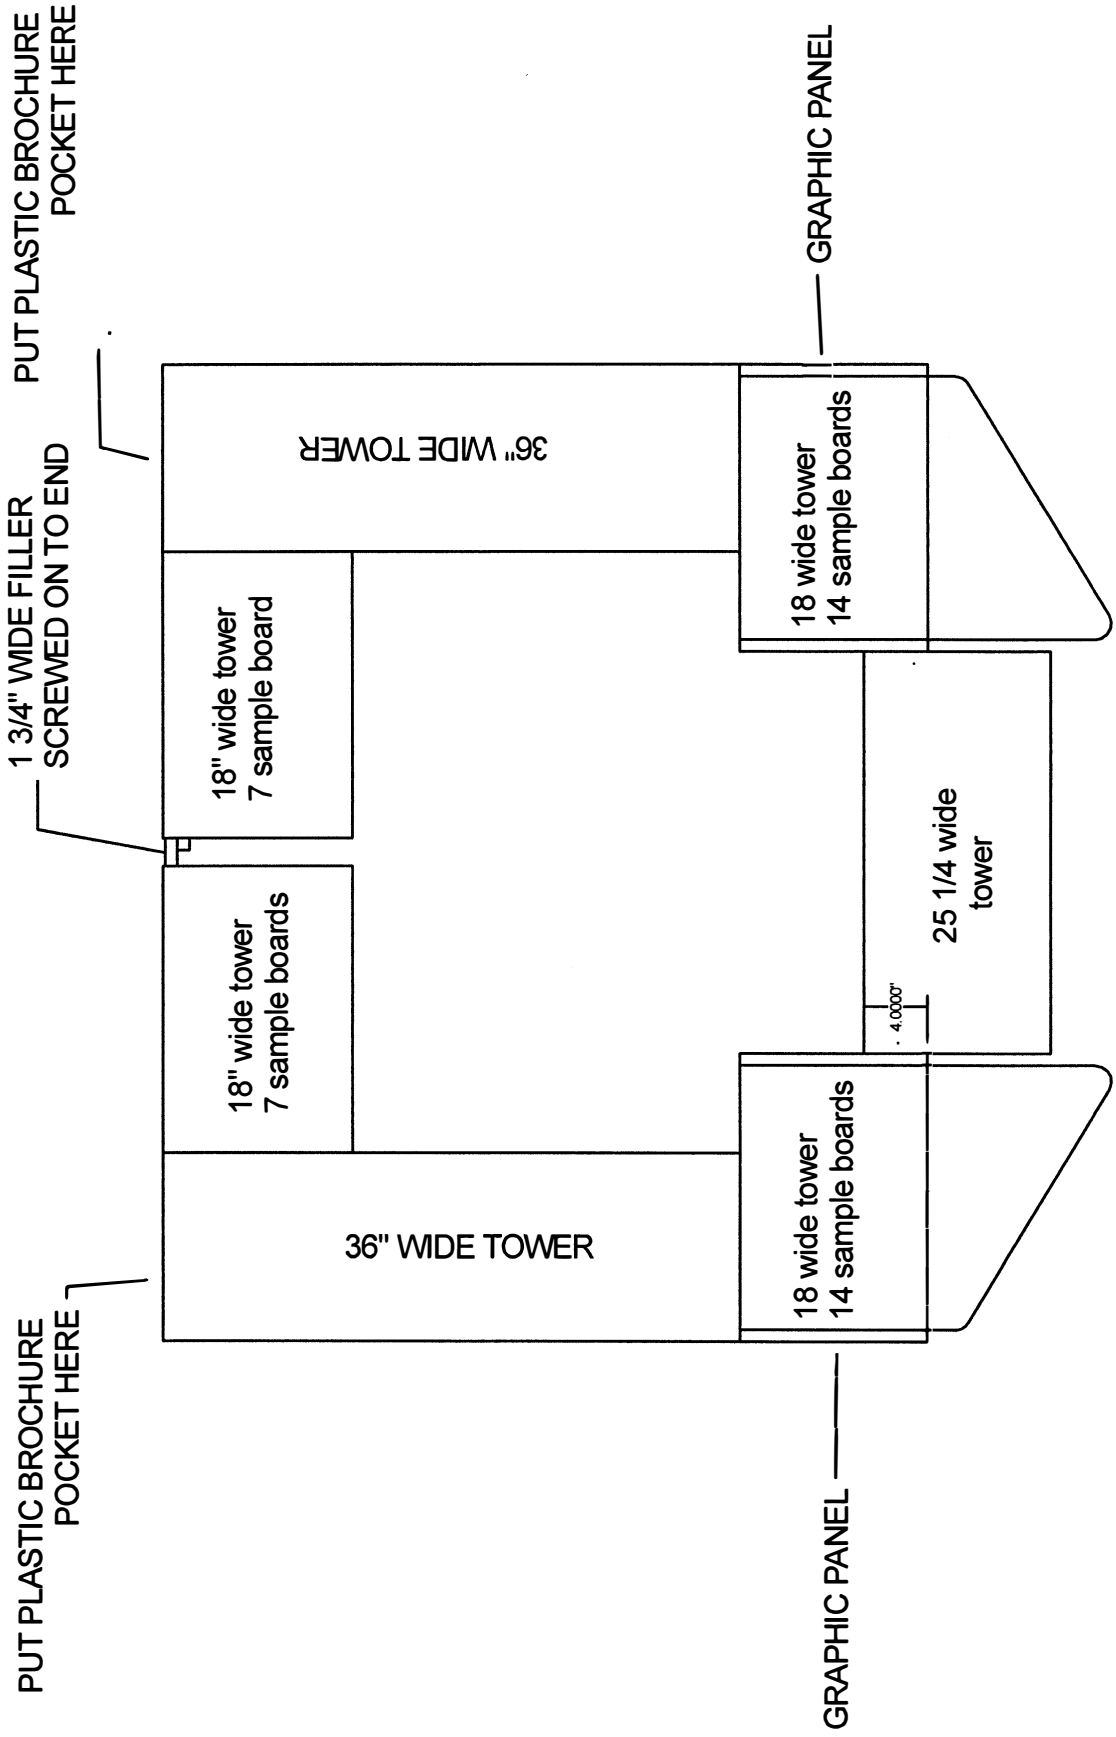 PUT PLASTIC BROCHURE
POCKET HERE
1 3/4" WIDE FILLER
SCREWED ON TO END
PUT PLASTIC BROCHURE
POCKET HERE
36" WIDE TOWER
18" wide tower
7 sample boards
18" wide tower
7 sample board
36" WIDE TOWER
GRAPHIC PANEL
18 wide tower
14 sample boards
4.0000"
25 1/4 wide
tower
18 wide tower
14 sample boards
GRAPHIC PANEL